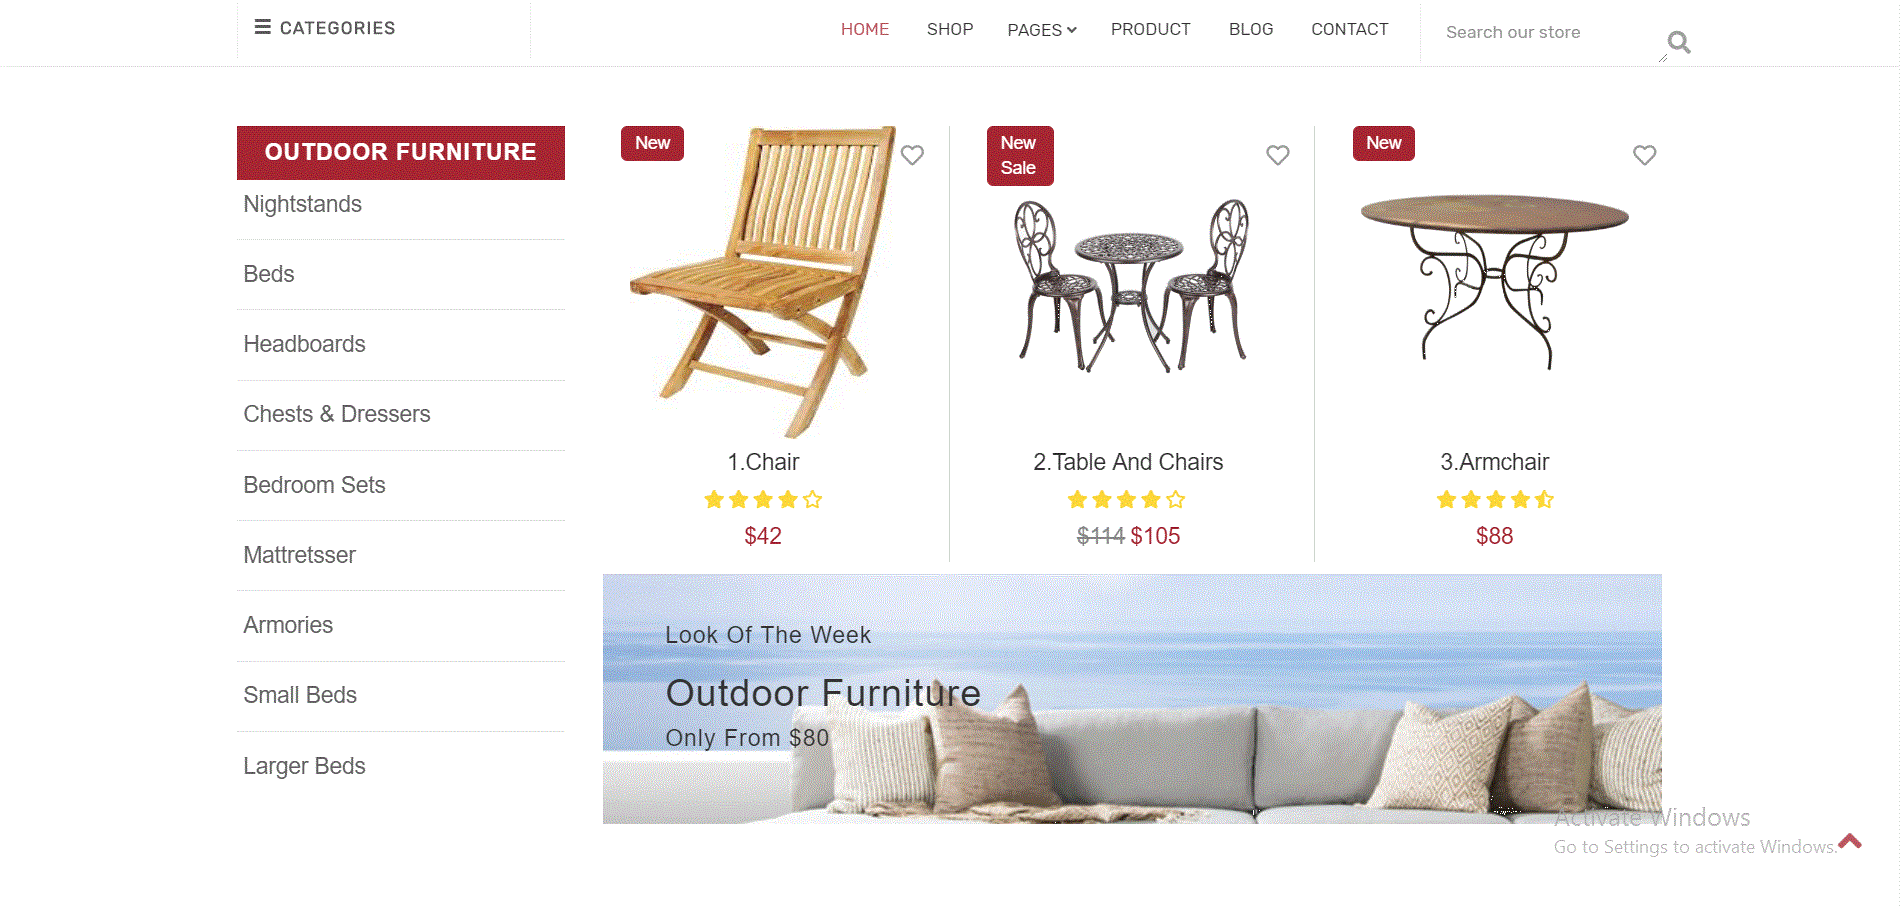 CATEGORIES
HOME SHOP PAGES PRODUCT BLOG CONTACT
Search our store
OUTDOOR FURNITURE
Nightstands
Beds
Headboards
Chests & Dressers
Bedroom Sets
Mattretsser
Armories
Small Beds
Larger Beds
New
1.Chair
$42
New
Sale
2.Table And Chairs
$114 $105
New
3.Armchair
$88
Look Of The Week
Outdoor Furniture
Only From $80
Activate Windows
Go to Settings to activate Windows.